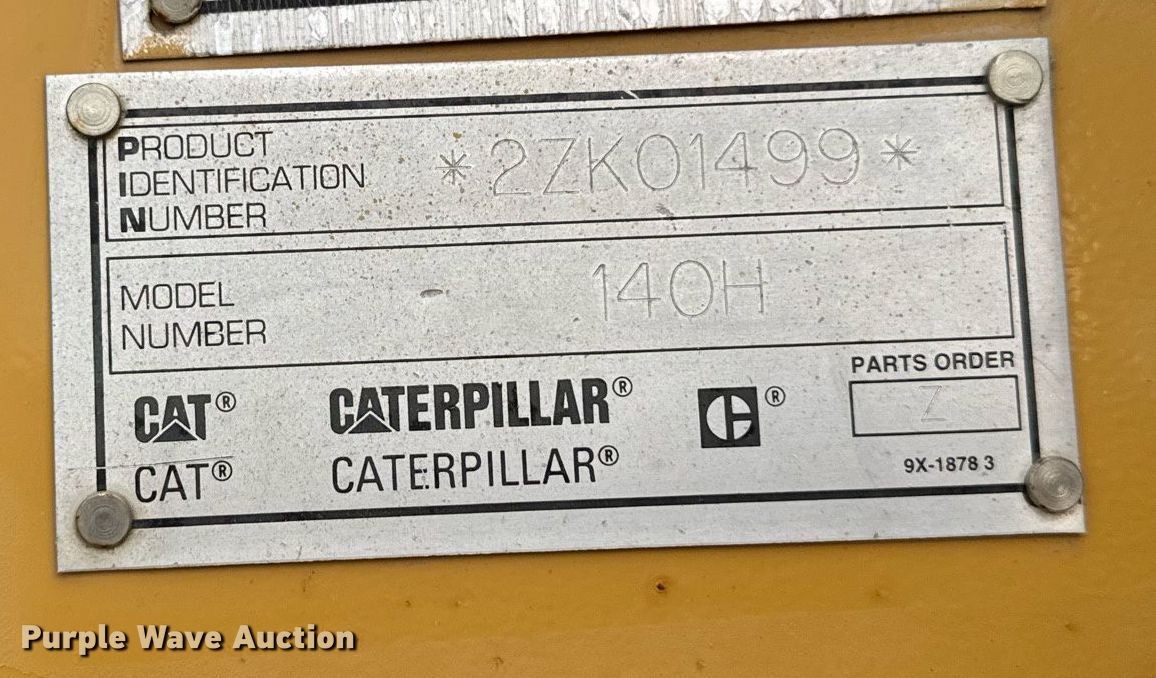 PRODUCT
IDENTIFICATION
NUMBER
*2ZK01499*
MODEL
NUMBER
140H
PARTS ORDER
Z
CAT® CATERPILLAR® ®
CAT® CATERPILLAR®
9X-1878 3
Purple Wave Auction